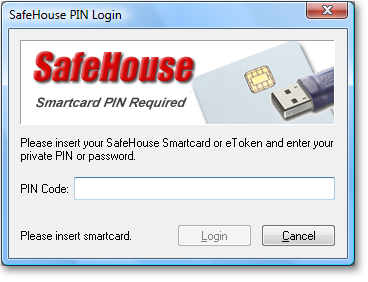 SafeHouse PIN Login
SafeHouse
Smartcard PIN Required
Please insert your SafeHouse Smartcard or eToken and enter your
private PIN or password.
PIN Code:
Please insert smartcard.
Login
Cancel